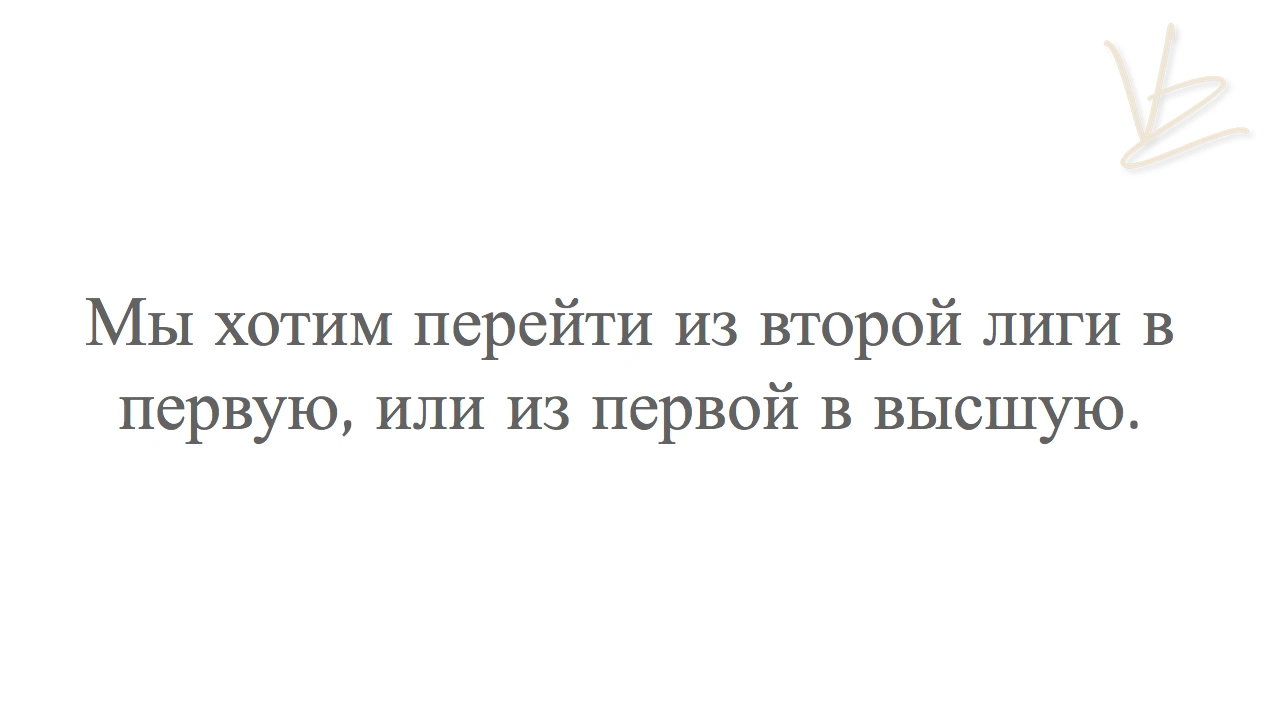 Мы хотим перейти из второй лиги в
первую, или из первой в высшую.